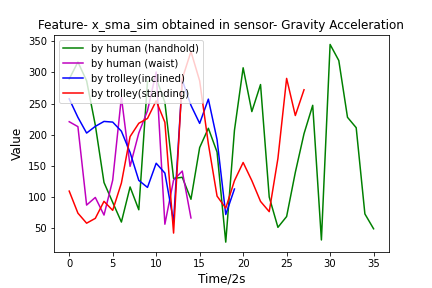 Feature- x_sma_sim obtained in sensor- Gravity Acceleration
by human (handhold)
by human (waist)
by trolley(inclined)
by trolley(standing)
Value
350
300
250
200
150
100
50
0 5 10 15 20 25 30 35
Time/2s